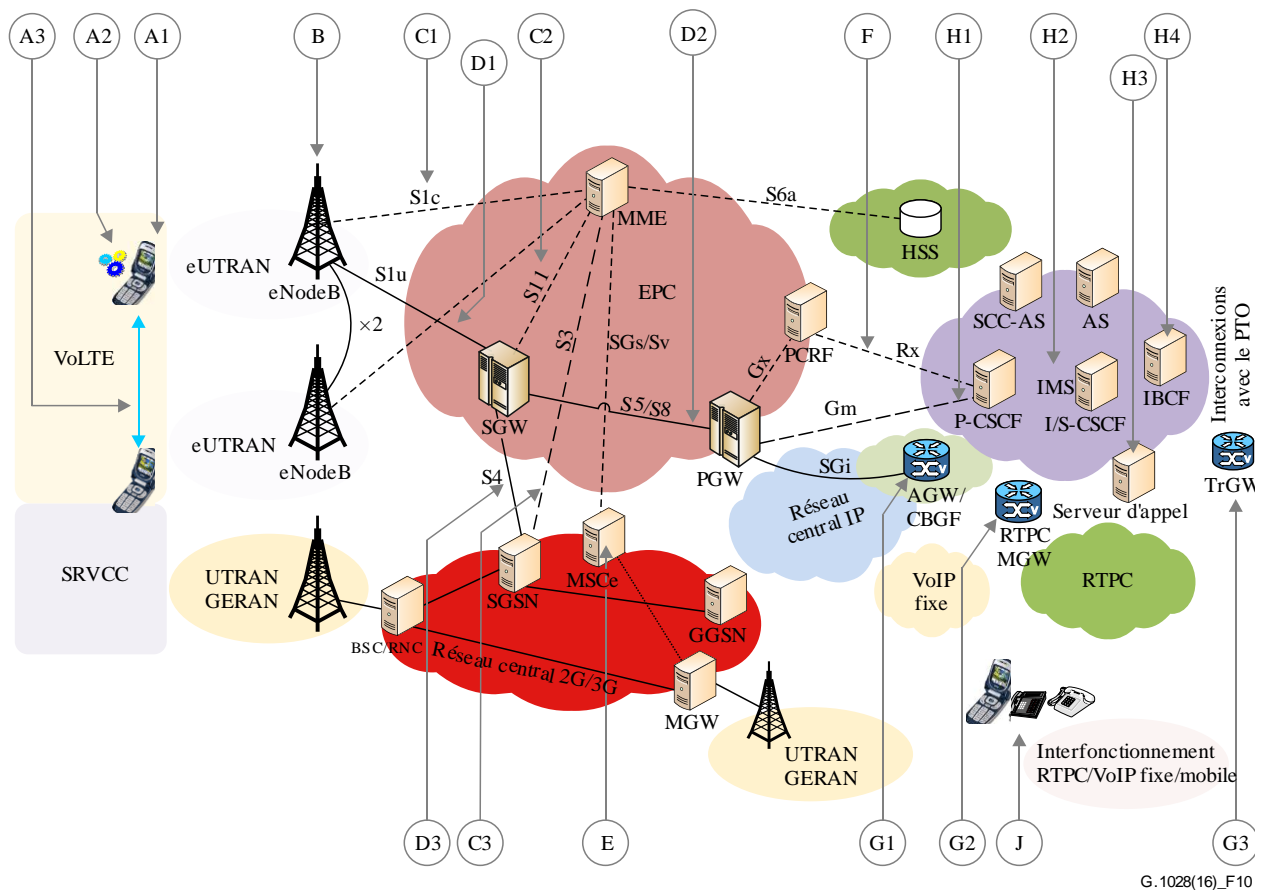 A3
A2
A1
B
C1
C2
D2
F
H1
H2
H4
D1
H3
S1c
MME
S6a
HSS
eUTRAN
eNodeB
S1u
S11
EPC
SCC-AS
AS
Interconnexions
avec le PTO
×2
S3
SGs/Sv
PCRF
Rx
VoLTE
Gx
IMS
IBCF
SGW
S5/S8
Gm
P-CSCF
I/S-CSCF
eUTRAN
eNodeB
S4
PGW
SGi
AGW/
CBGF
V
V
V
TrGW
Réseau
central IP
Serveur d'appel
RTPC
MGW
SRVCC
UTRAN
GERAN
SGSN
MSCe
VoIP
fixe
RTPC
GGSN
BSC/RNC
Réseau central 2G/3G
MGW
UTRAN
GERAN
Interfonctionnement
RTPC/VoIP fixe/mobile
D3
C3
E
G1
G2
J
G3
G.1028(16)_F10